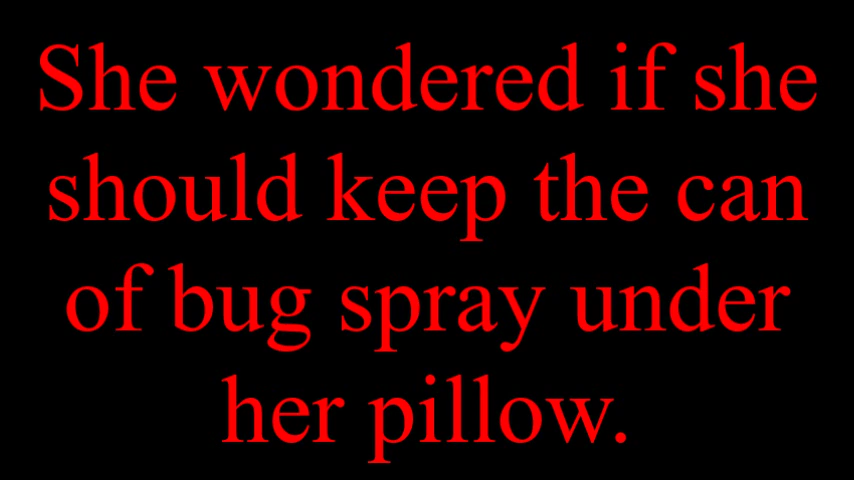 She wondered if she
should keep the can
of bug spray under
her pillow.